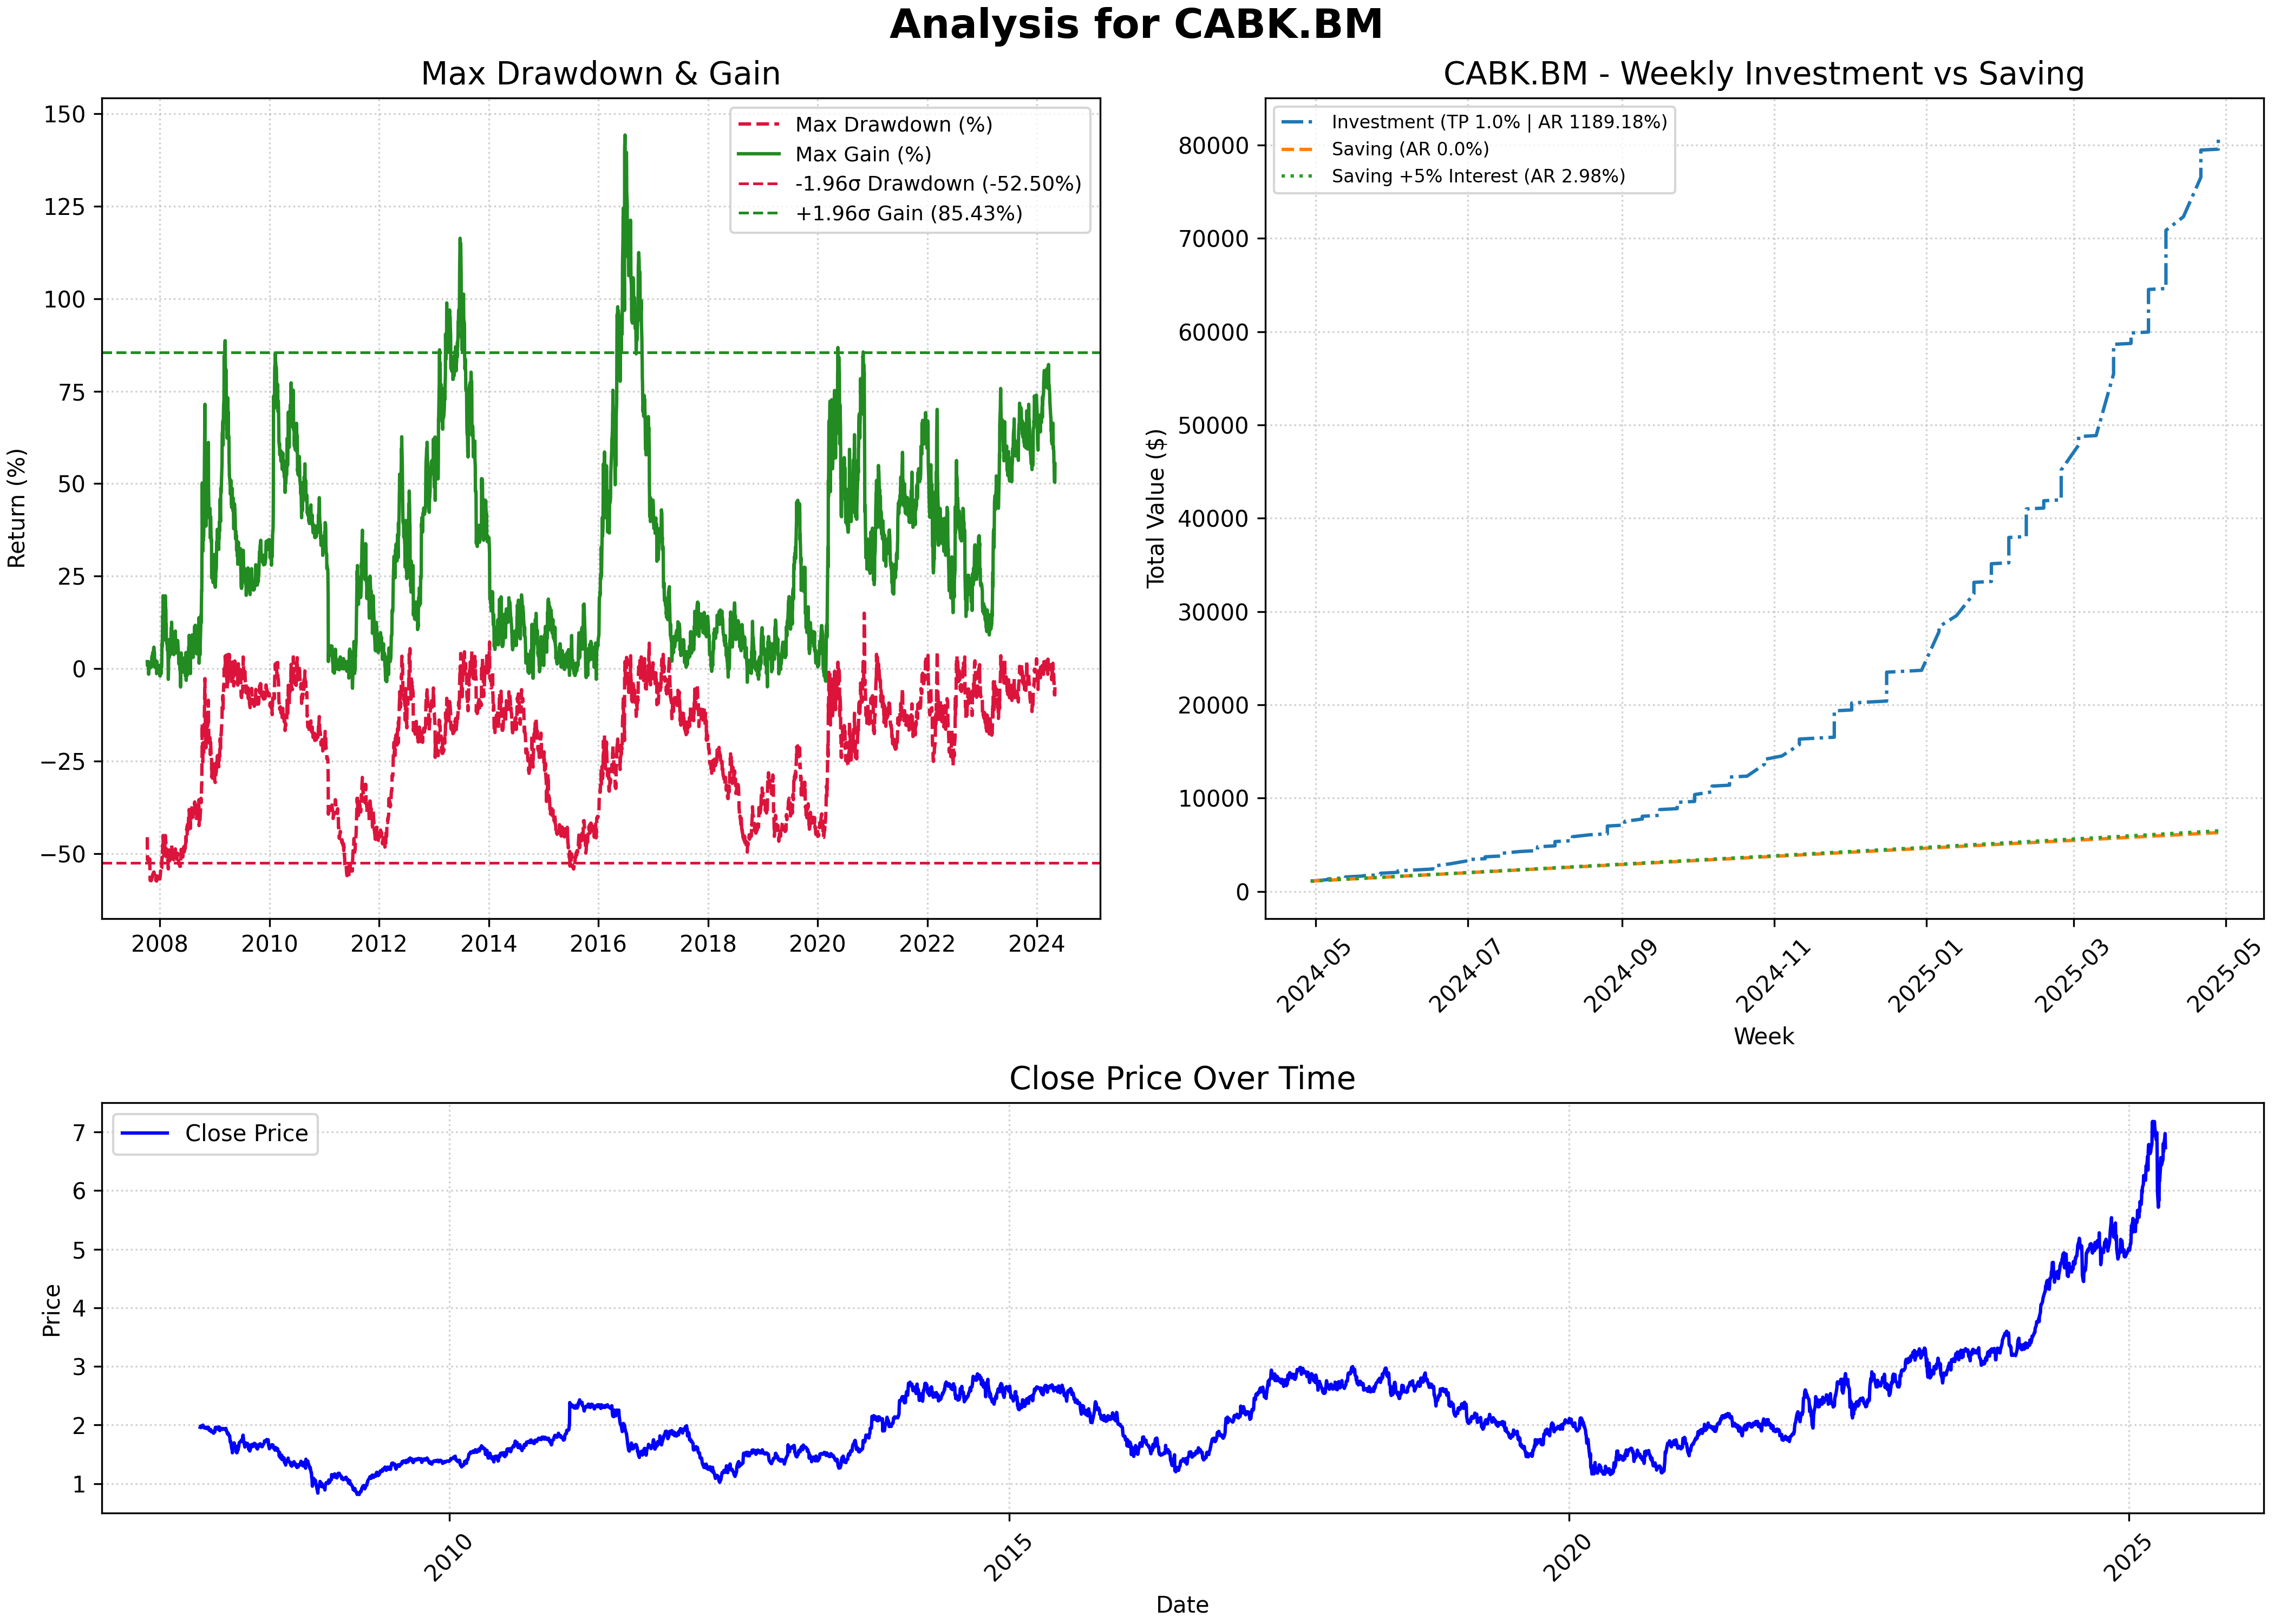 Analysis for CABK.BM
Max Drawdown & Gain
Return (%)
150
125
100
75
50
25
0
−25
−50
2008
2010
2012
2014
2016
2018
2020
2022
2024
Max Drawdown (%)
Max Gain (%)
-1.96σ Drawdown (-52.50%)
+1.96σ Gain (85.43%)
CABK.BM - Weekly Investment vs Saving
Total Value ($)
80000
70000
60000
50000
40000
30000
20000
10000
0
Investment (TP 1.0% | AR 1189.18%)
Saving (AR 0.0%)
Saving +5% Interest (AR 2.98%)
2024-05
2024-07
2024-09
2024-11
2025-01
2025-03
2025-05
Week
Close Price Over Time
Price
7
6
5
4
3
2
1
Close Price
2010
2015
2020
2025
Date